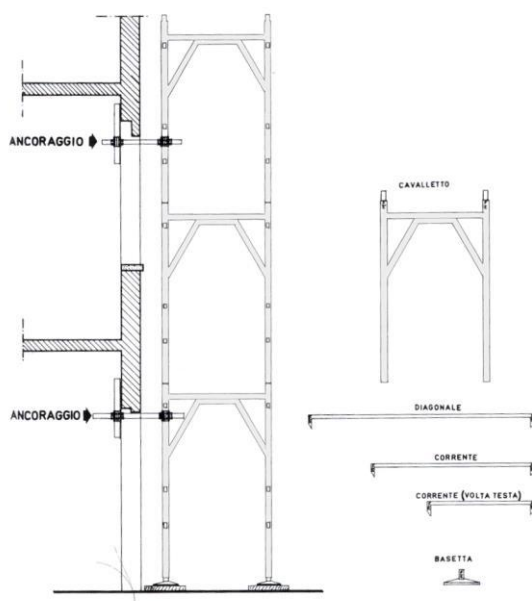 ANCORAGGIO
CAVALLETTO
ANCORAGGIO
DIAGONALE
CORRENTE
CORRENTE (VOLTA TESTA)
BASETTA